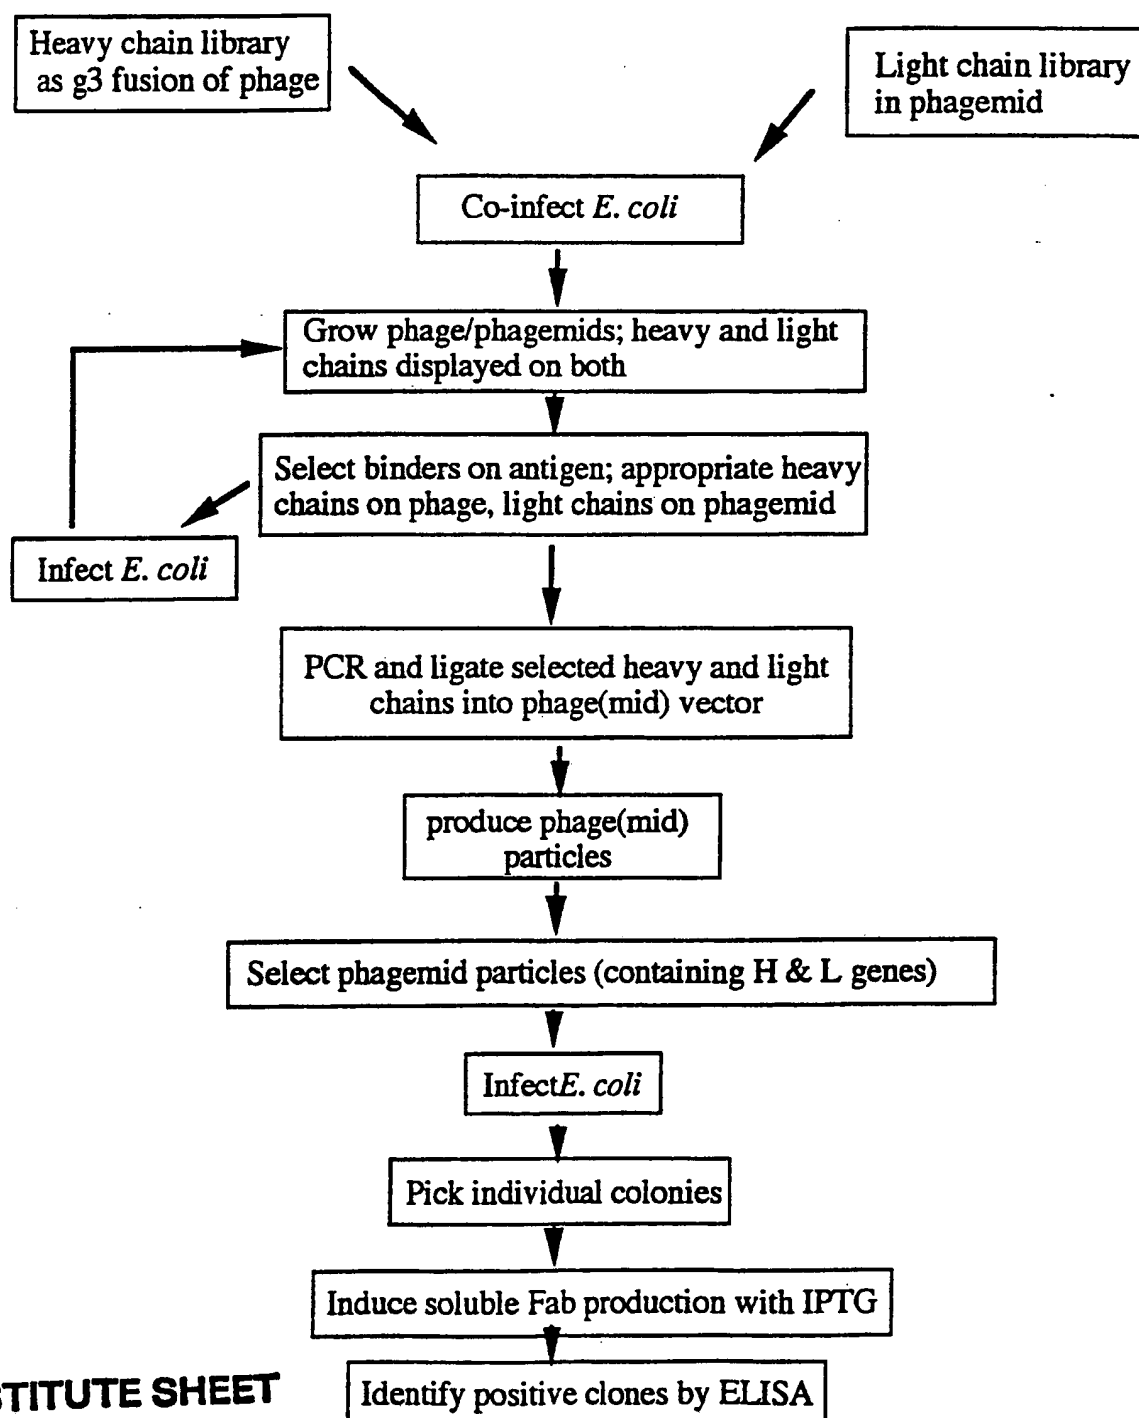 Heavy chain library
as g3 fusion of phage
Light chain library
in phagemid
Co-infect E. coli
Grow phage/phagemids; heavy and light
chains displayed on both
Select binders on antigen; appropriate heavy
chains on phage, light chains on phagemid
Infect E. coli
PCR and ligate selected heavy and light
chains into phage(mid) vector
produce phage(mid)
particles
Select phagemid particles (containing H & L genes)
InfectE. coli
Pick individual colonies
Induce soluble Fab production with IPTG
Identify positive clones by ELISA
TITUTE SHEET